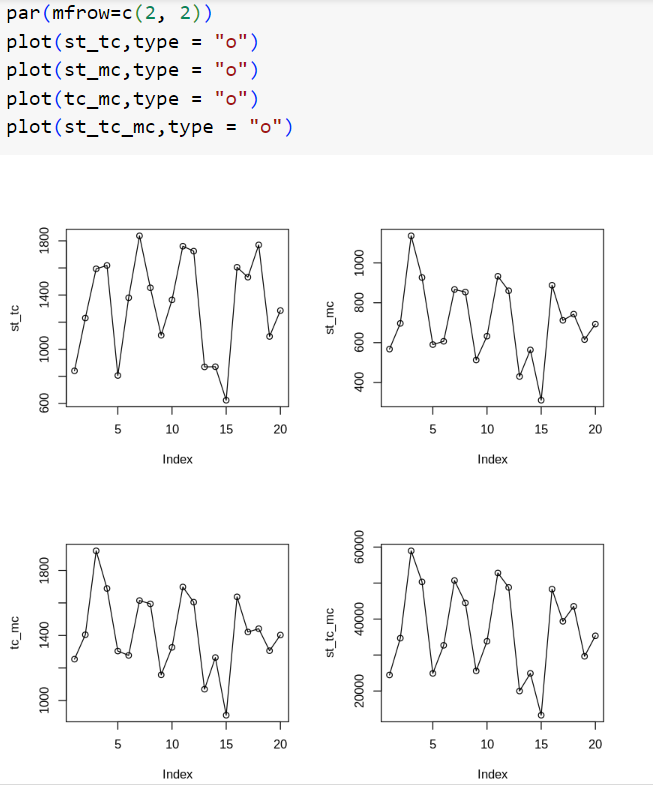 par(mfrow=c(2, 2))
plot(st_tc,type = "o")
plot(st_mc,type = "o")
plot(tc_mc,type = "o")
plot(st_tc_mc,type = "o")
st_tc
600 1000 1400 1800
5 10 15 20
Index
st_mc
400 600 800 1000
5 10 15 20
Index
tc_mc
1000 1400 1800
5 10 15 20
Index
st_tc_mc
20000 40000 60000
5 10 15 20
Index